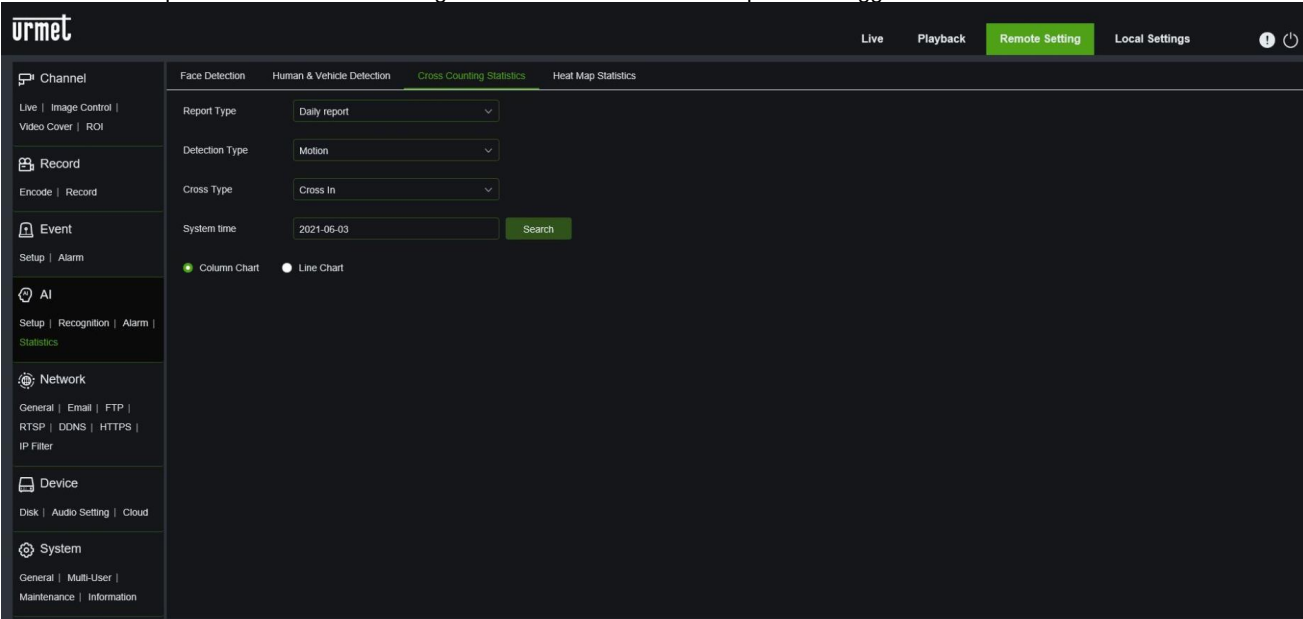 urmet
Live Playback Remote Setting Local Settings
Channel
Live | Image Control |
Video Cover | ROI
Record
Encode | Record
Event
Setup | Alarm
AI
Setup | Recognition | Alarm |
Statistics
Network
General | Email | FTP |
RTSP | DDNS | HTTPS |
IP Filter
Device
Disk | Audio Setting | Cloud
System
General | Multi-User |
Maintenance | Information
Face Detection Human & Vehicle Detection Cross Counting Statistics Heat Map Statistics
Report Type Daily report
Detection Type Motion
Cross Type Cross In
System time 2021-06-03 Search
Column Chart Line Chart